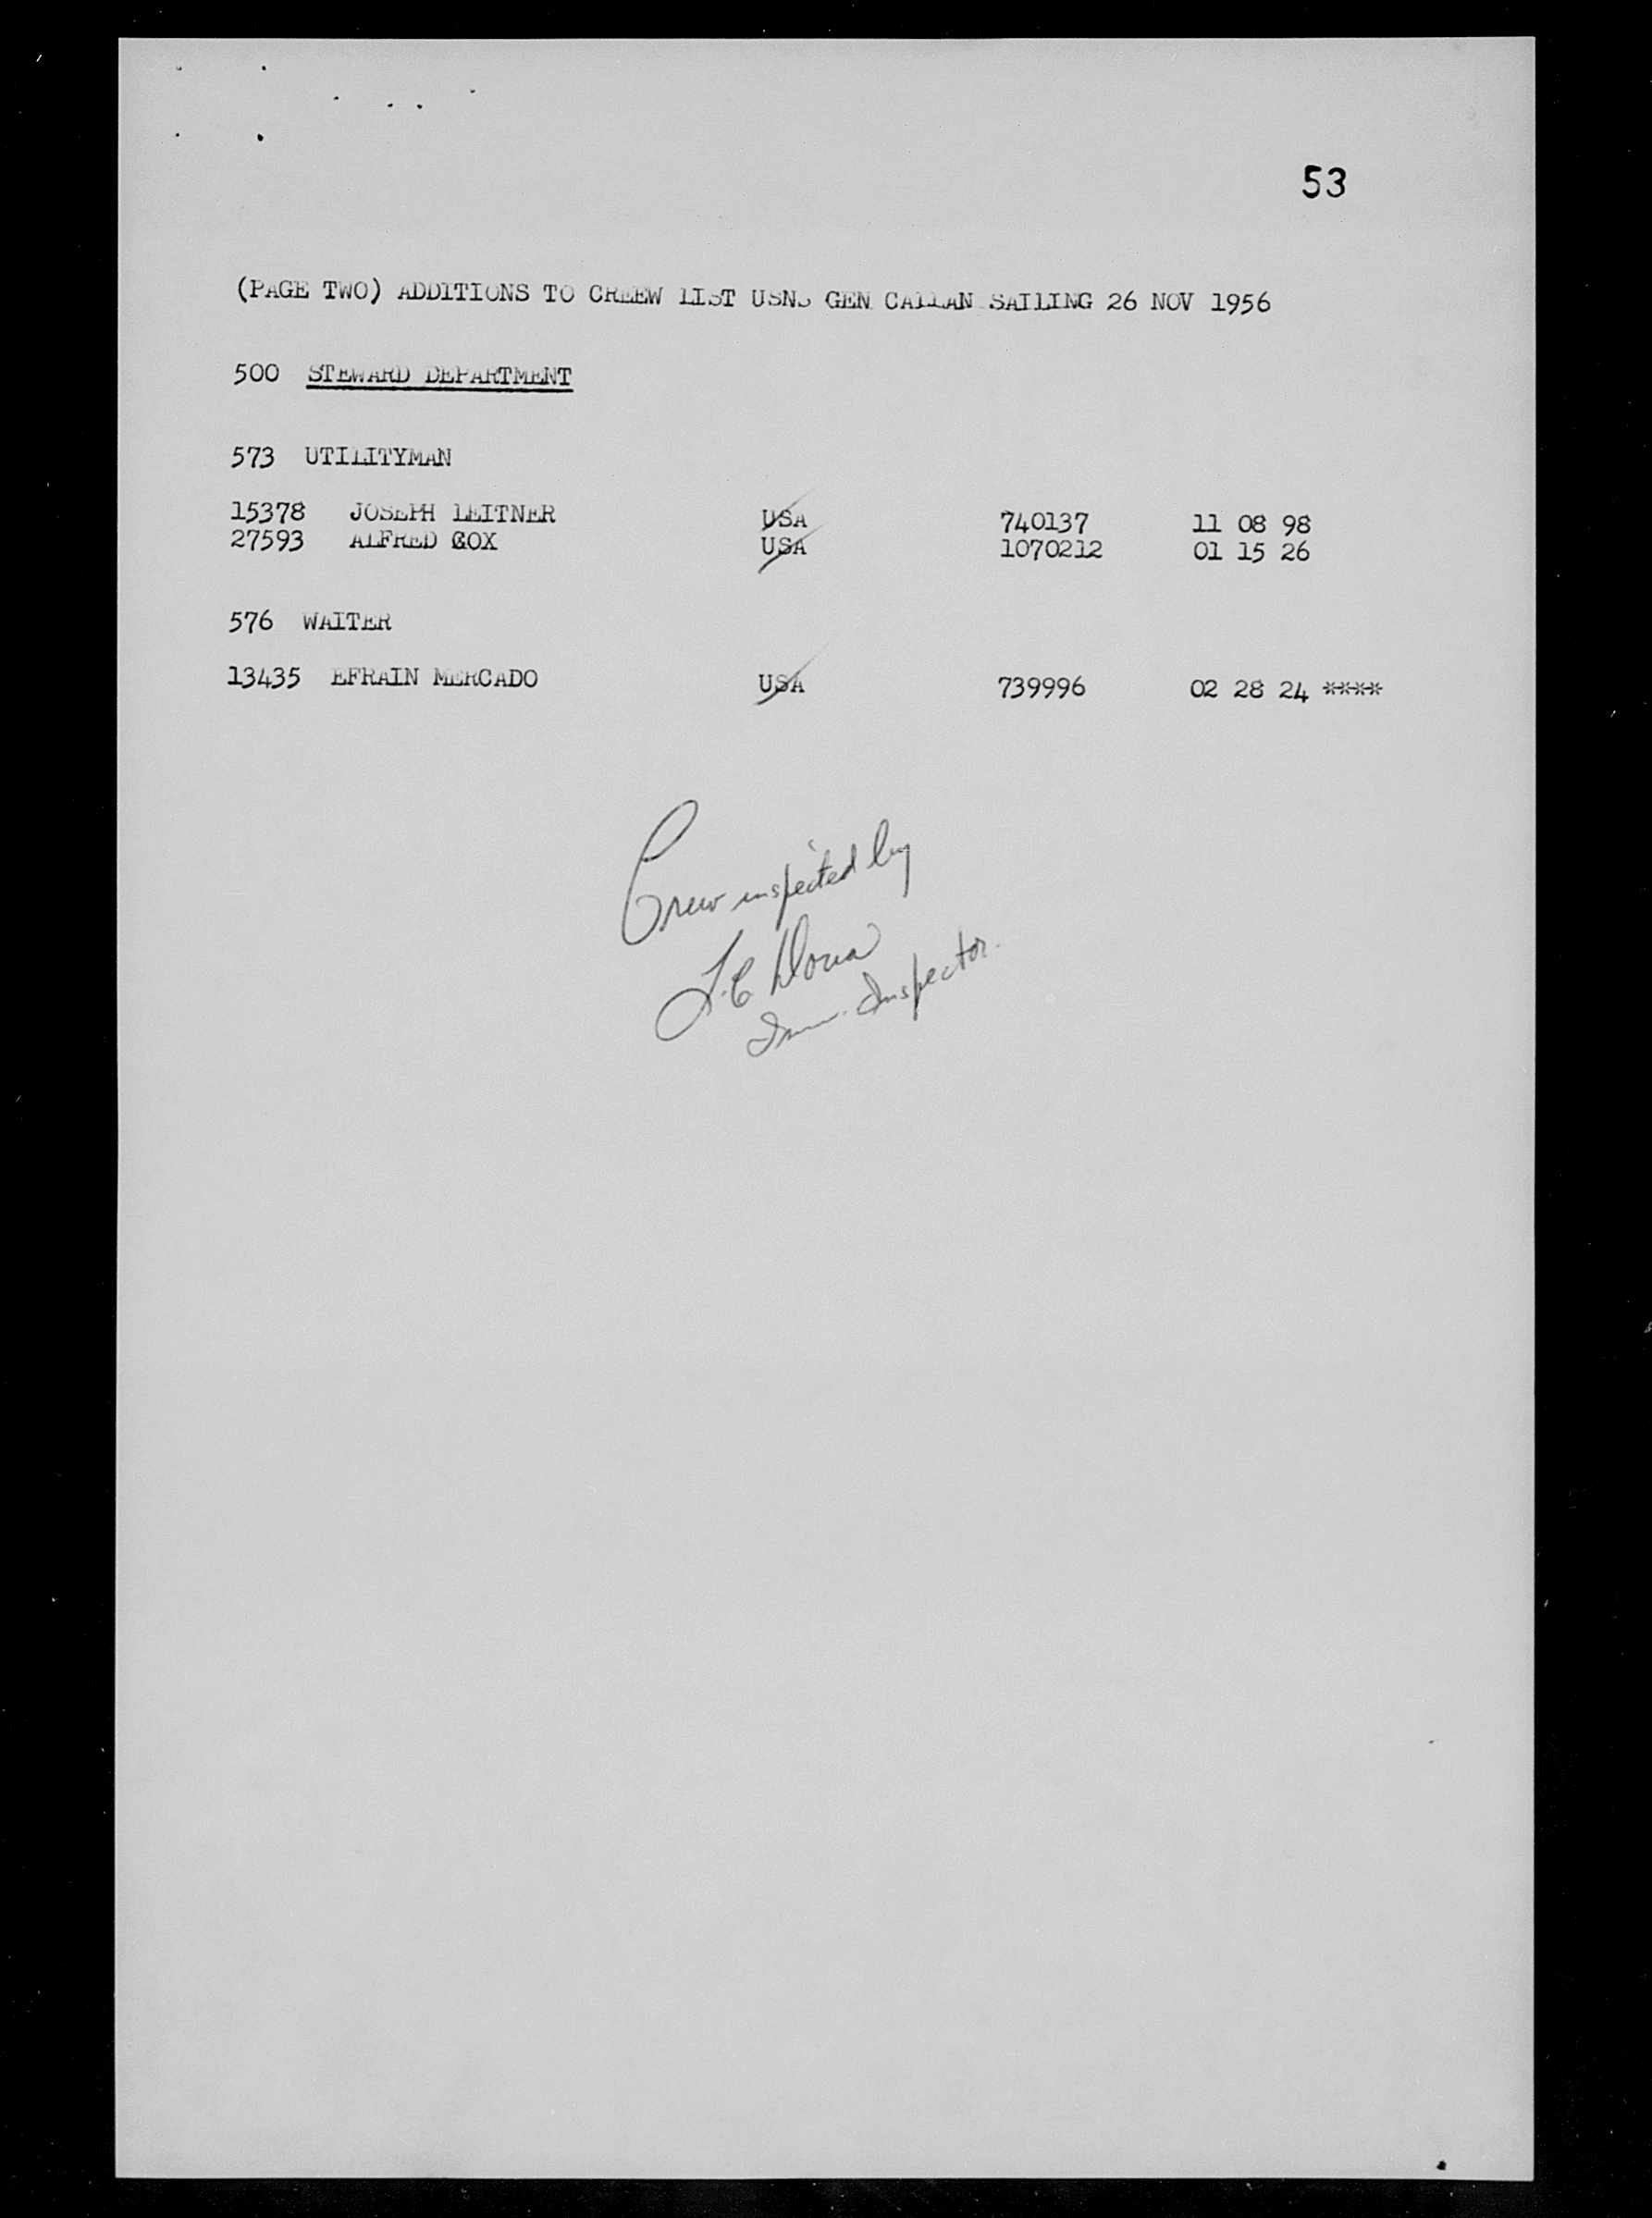 53
(PAGE TWO) ADDITIONS TO CREEW LIST USNS GEN CALLAN SAILING 26 NOV 1956
500 STEWARD DEPARTMENT
573 UTILITYMAN
15378 JOSEPH LEITNER USA 740137 11 08 98
27593 ALFRED COX USA 1070212 01 15 26
576 WAITER
13435 EFRAIN MERCADO USA 739996 02 28 24 ****
Crew inspected by
Imm. Inspector.